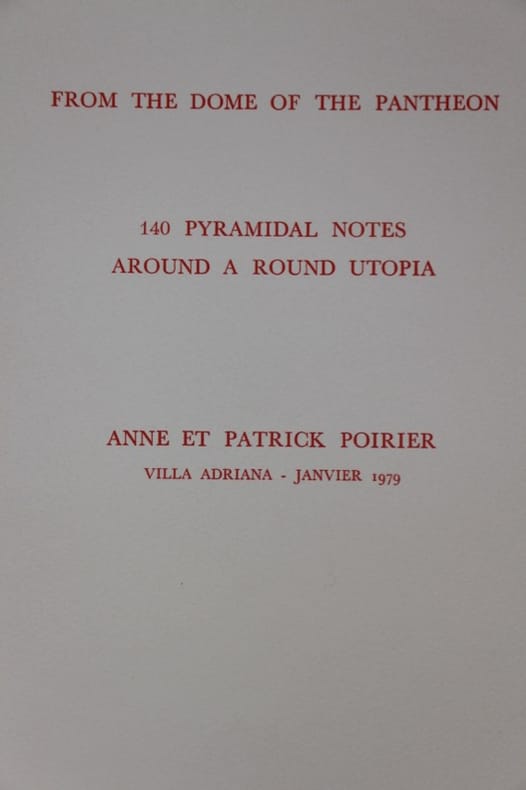 FROM THE DOME OF THE PANTHEON
140 PYRAMIDAL NOTES
AROUND A ROUND UTOPIA
ANNE ET PATRICK POIRIER
VILLA ADRIANA - JANVIER 1979